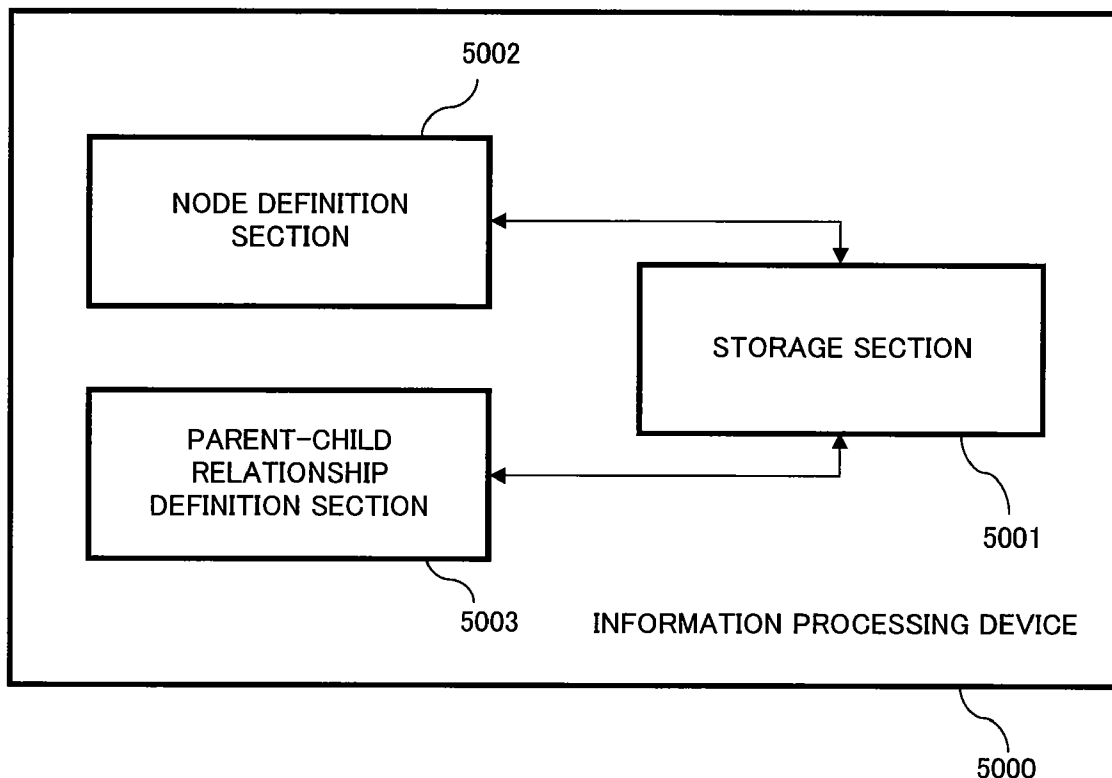 5002
NODE DEFINITION
SECTION
STORAGE SECTION
PARENT-CHILD
RELATIONSHIP
DEFINITION SECTION
5001
5003
INFORMATION PROCESSING DEVICE
5000